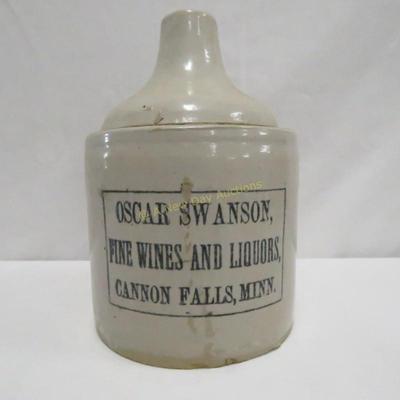 OSCAR SWANSON,
FINE WINES AND LIQUORS,
CANNON FALLS, MINN.